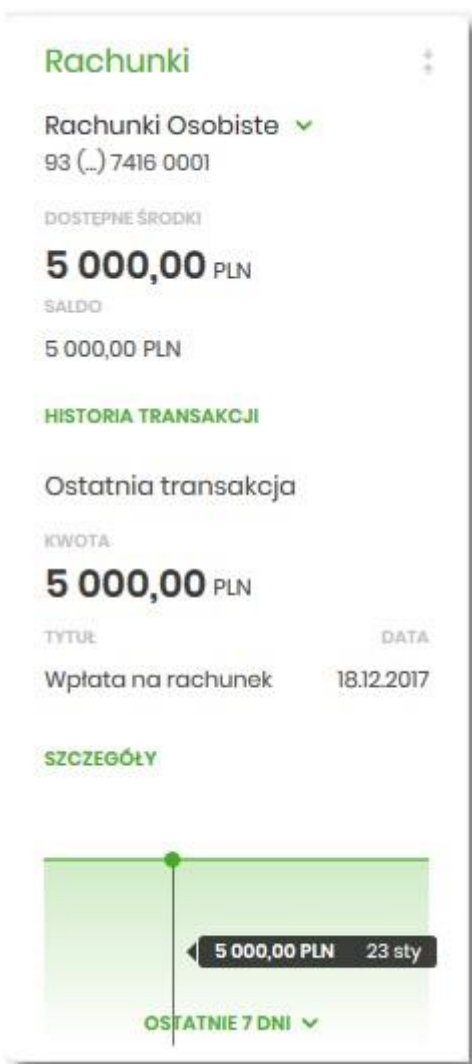 Rachunki
Rachunki Osobiste
93 (...) 7416 0001
DOSTĘPNE ŚRODKI
5 000,00 PLN
SALDO
5 000,00 PLN
HISTORIA TRANSAKCJI
Ostatnia transakcja
KWOTA
5 000,00 PLN
TYTUŁ DATA
Wpłata na rachunek 18.12.2017
SZCZEGÓŁY
5 000,00 PLN 23 sty
OSTATNIE 7 DNI